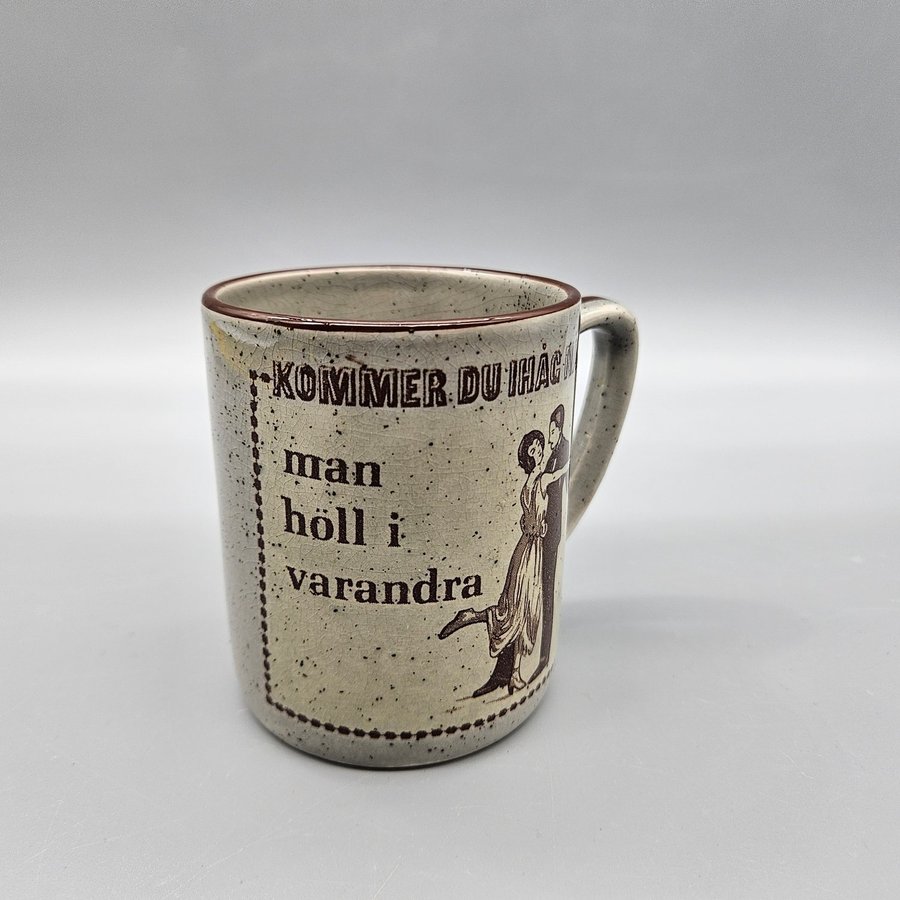 KOMMER DU IHÅG
man
höll i
varandra